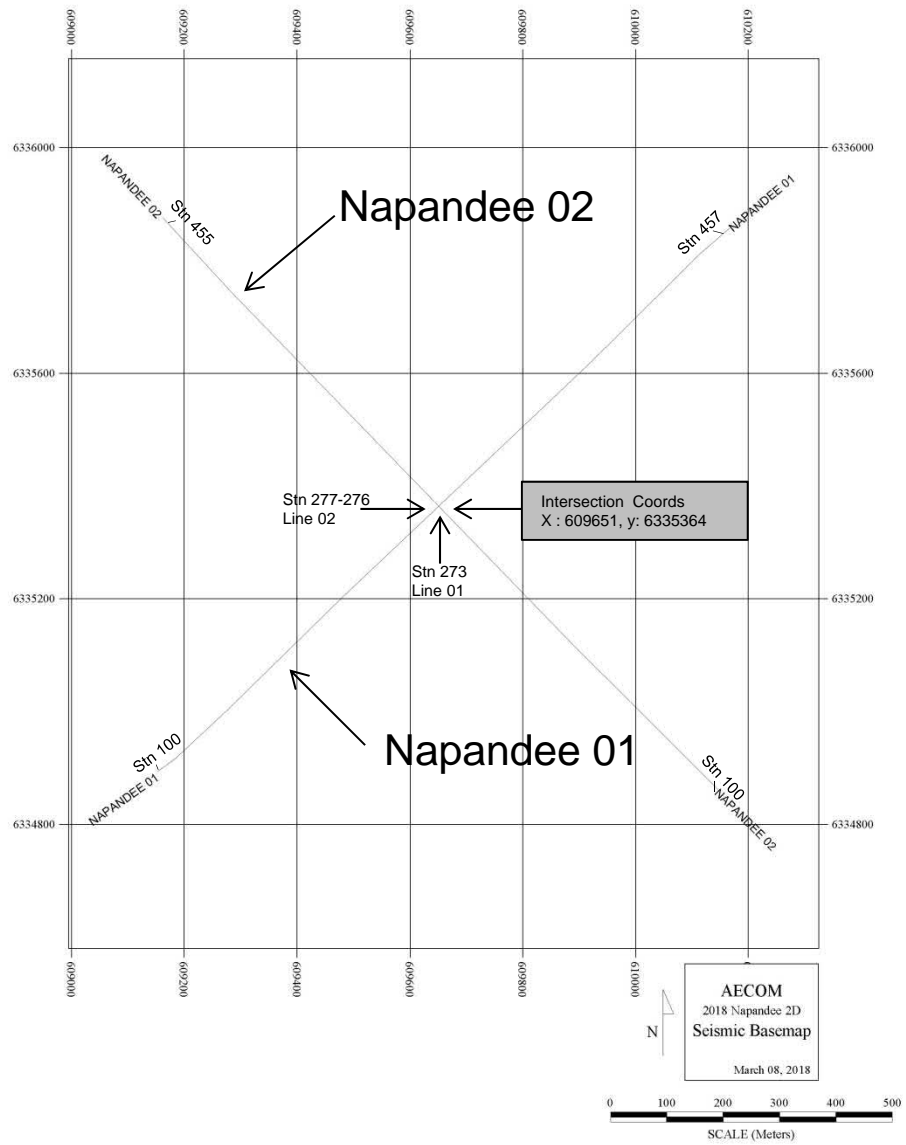 609000
609200
609400
609600
609800
610000
610200
6336000
6336000
NAPANDEE 02
Stn 455
Napandee 02
Stn 457
NAPANDEE 01
6335600
6335600
Stn 277-276
Line 02
Intersection Coords
X : 609651, y: 6335364
Stn 273
Line 01
6335200
6335200
Stn 100
NAPANDEE 01
Napandee 01
Stn 100
NAPANDEE 02
6334800
6334800
609000
609200
609400
609600
609800
610000
AECOM
2018 Napandee 2D
Seismic Basemap
March 08, 2018
N
0 100 200 300 400 500
SCALE (Meters)